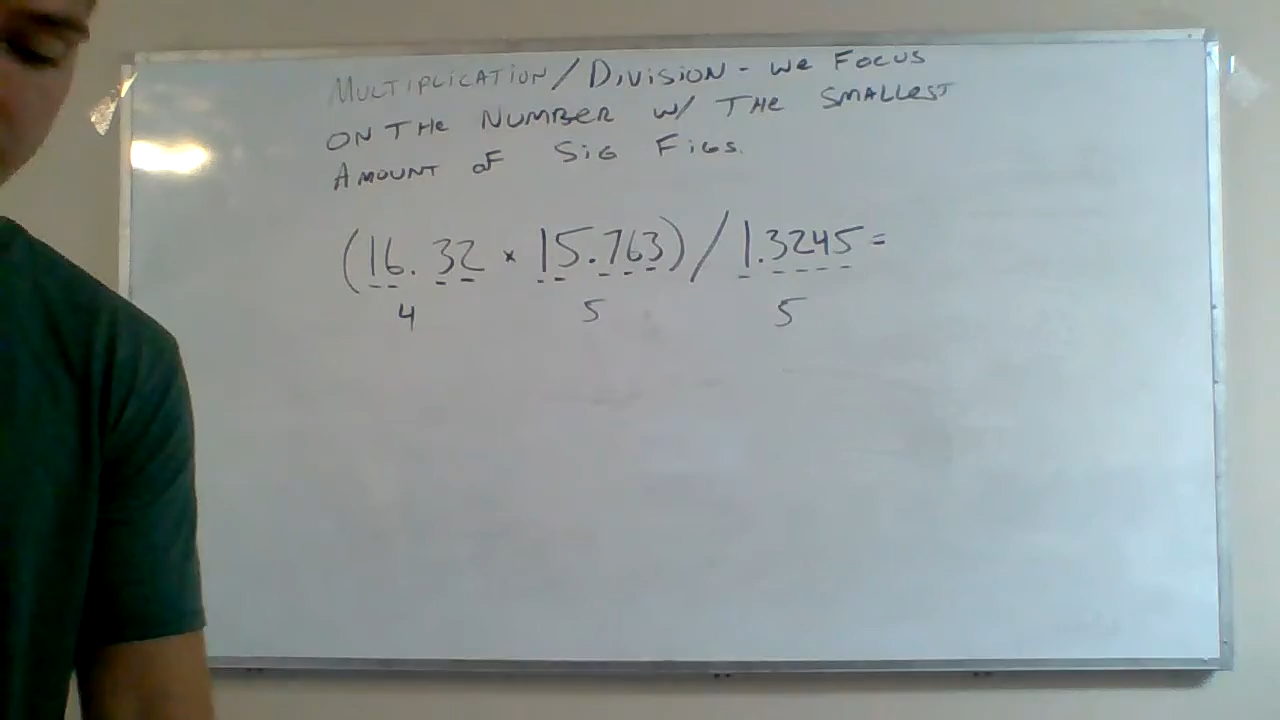 MULTIPLICATION/DIVISION - WE FOCUS
ON THE NUMBER W/ THE SMALLEST
AMOUNT OF SIG FIGS.
(16.32 × 15.763) / 1.3245 =
4 5 5